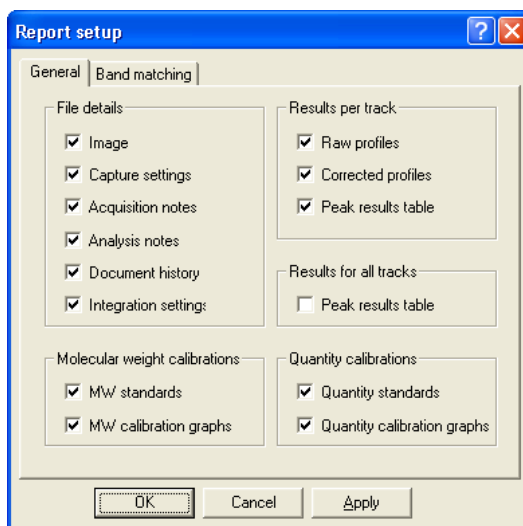 Report setup
General
Band matching
File details
Image
Capture settings
Acquisition notes
Analysis notes
Document history
Integration settings
Results per track
Raw profiles
Corrected profiles
Peak results table
Results for all tracks
Peak results table
Molecular weight calibrations
MW standards
MW calibration graphs
Quantity calibrations
Quantity standards
Quantity calibration graphs
OK
Cancel
Apply